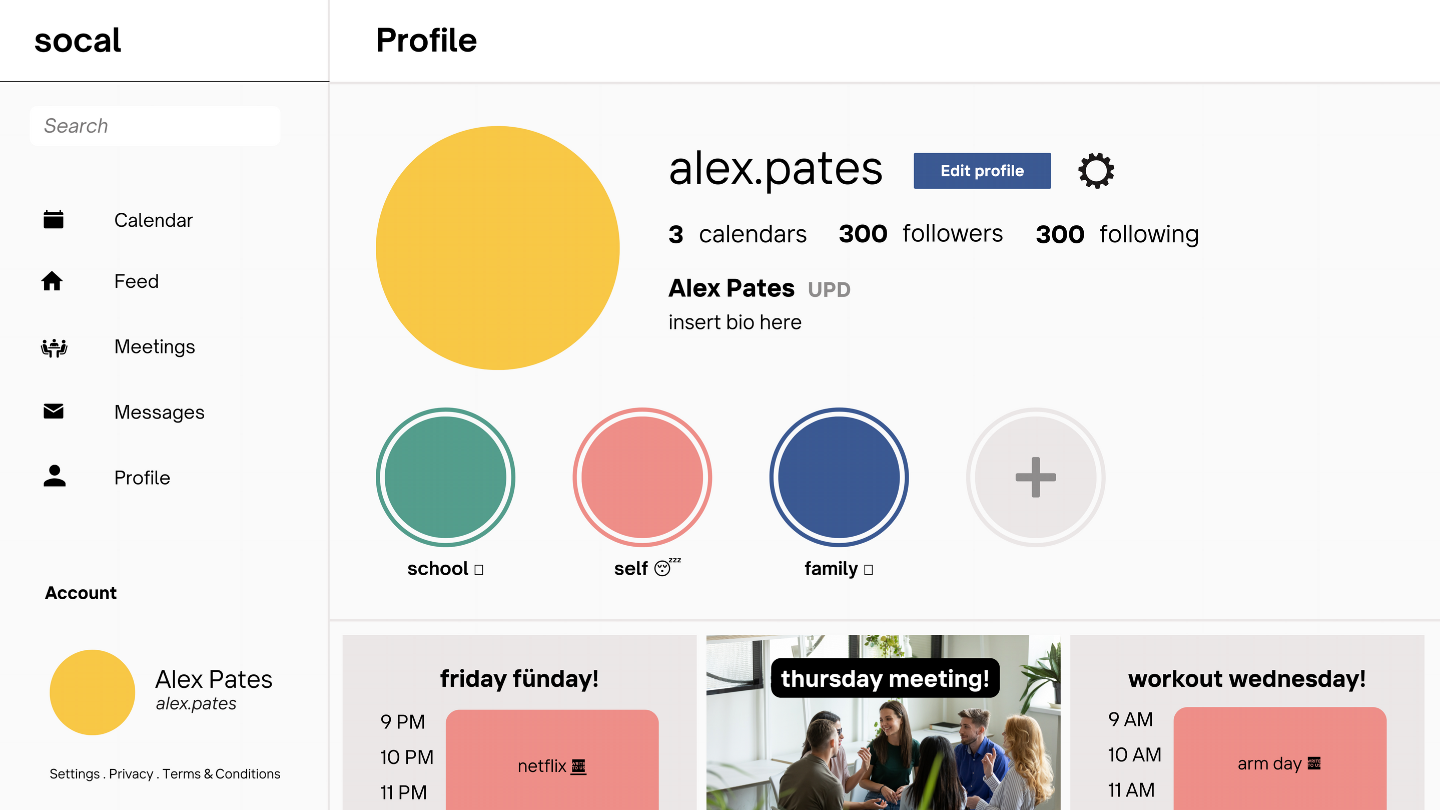 socal
Profile
Search
Calendar
Feed
Meetings
Messages
Profile
Account
Alex Pates
alex.pates
Settings . Privacy . Terms & Conditions
alex.pates
Edit profile
3 calendars 300 followers 300 following
Alex Pates UPD
insert bio here
school
self 😴
family
friday fünday!
9 PM
10 PM
11 PM
netflix
thursday meeting!
workout wednesday!
9 AM
10 AM
11 AM
arm day